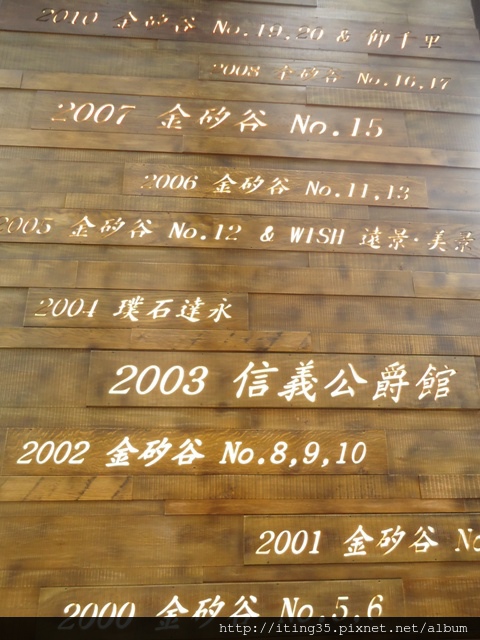 2010 金矽谷 No.19,20 & 仰千平
2008 金矽谷 No.16,17
2007 金矽谷 No.15
2006 金矽谷 No.11,13
2005 金矽谷 No.12 & WISH 遠景·美景
2004 璞石達永
2003 信義公爵館
2002 金矽谷 No.8,9,10
2001 金矽谷 No
2000 金矽谷 No.5,6
http://iting35.pixnet.net/album